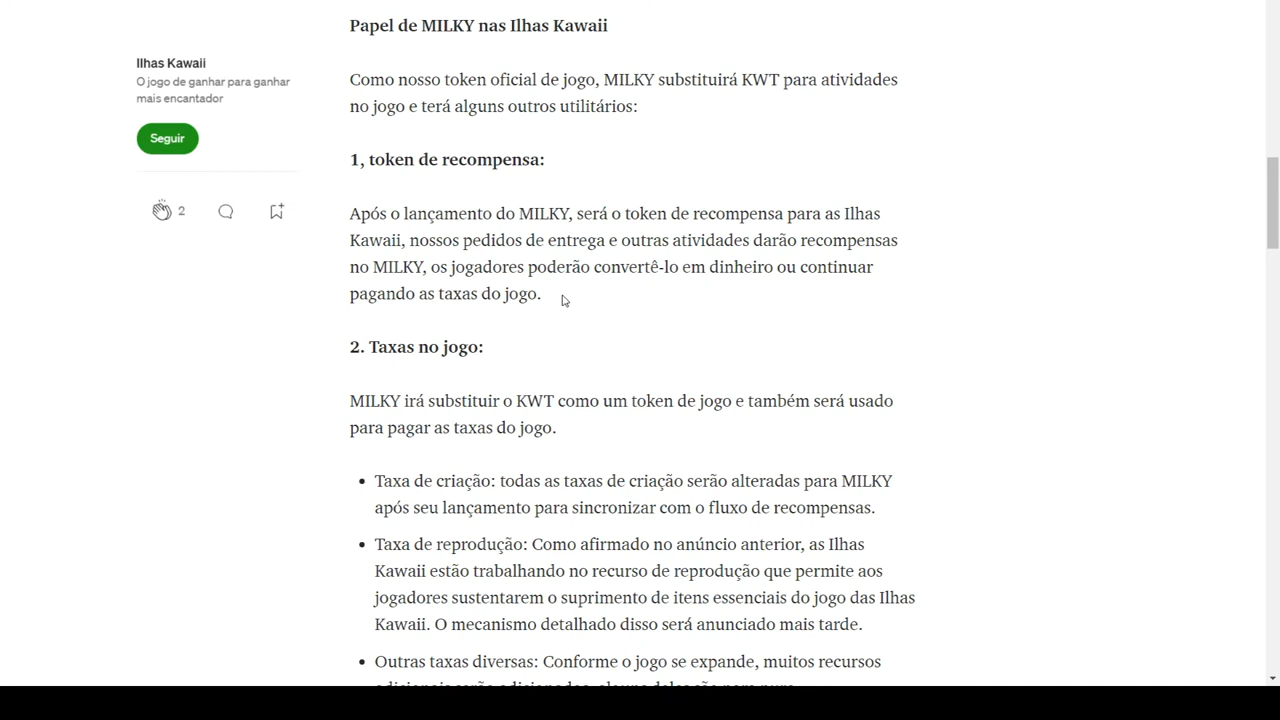 Papel de MILKY nas Ilhas Kawaii
Ilhas Kawaii
O jogo de ganhar para ganhar
mais encantador
Seguir
2
Como nosso token oficial de jogo, MILKY substituirá KWT para atividades
no jogo e terá alguns outros utilitários:
1, token de recompensa:
Após o lançamento do MILKY, será o token de recompensa para as Ilhas
Kawaii, nossos pedidos de entrega e outras atividades darão recompensas
no MILKY, os jogadores poderão convertê-lo em dinheiro ou continuar
pagando as taxas do jogo.
2. Taxas no jogo:
MILKY irá substituir o KWT como um token de jogo e também será usado
para pagar as taxas do jogo.
Taxa de criação: todas as taxas de criação serão alteradas para MILKY
após seu lançamento para sincronizar com o fluxo de recompensas.
Taxa de reprodução: Como afirmado no anúncio anterior, as Ilhas
Kawaii estão trabalhando no recurso de reprodução que permite aos
jogadores sustentarem o suprimento de itens essenciais do jogo das Ilhas
Kawaii. O mecanismo detalhado disso será anunciado mais tarde.
Outras taxas diversas: Conforme o jogo se expande, muitos recursos